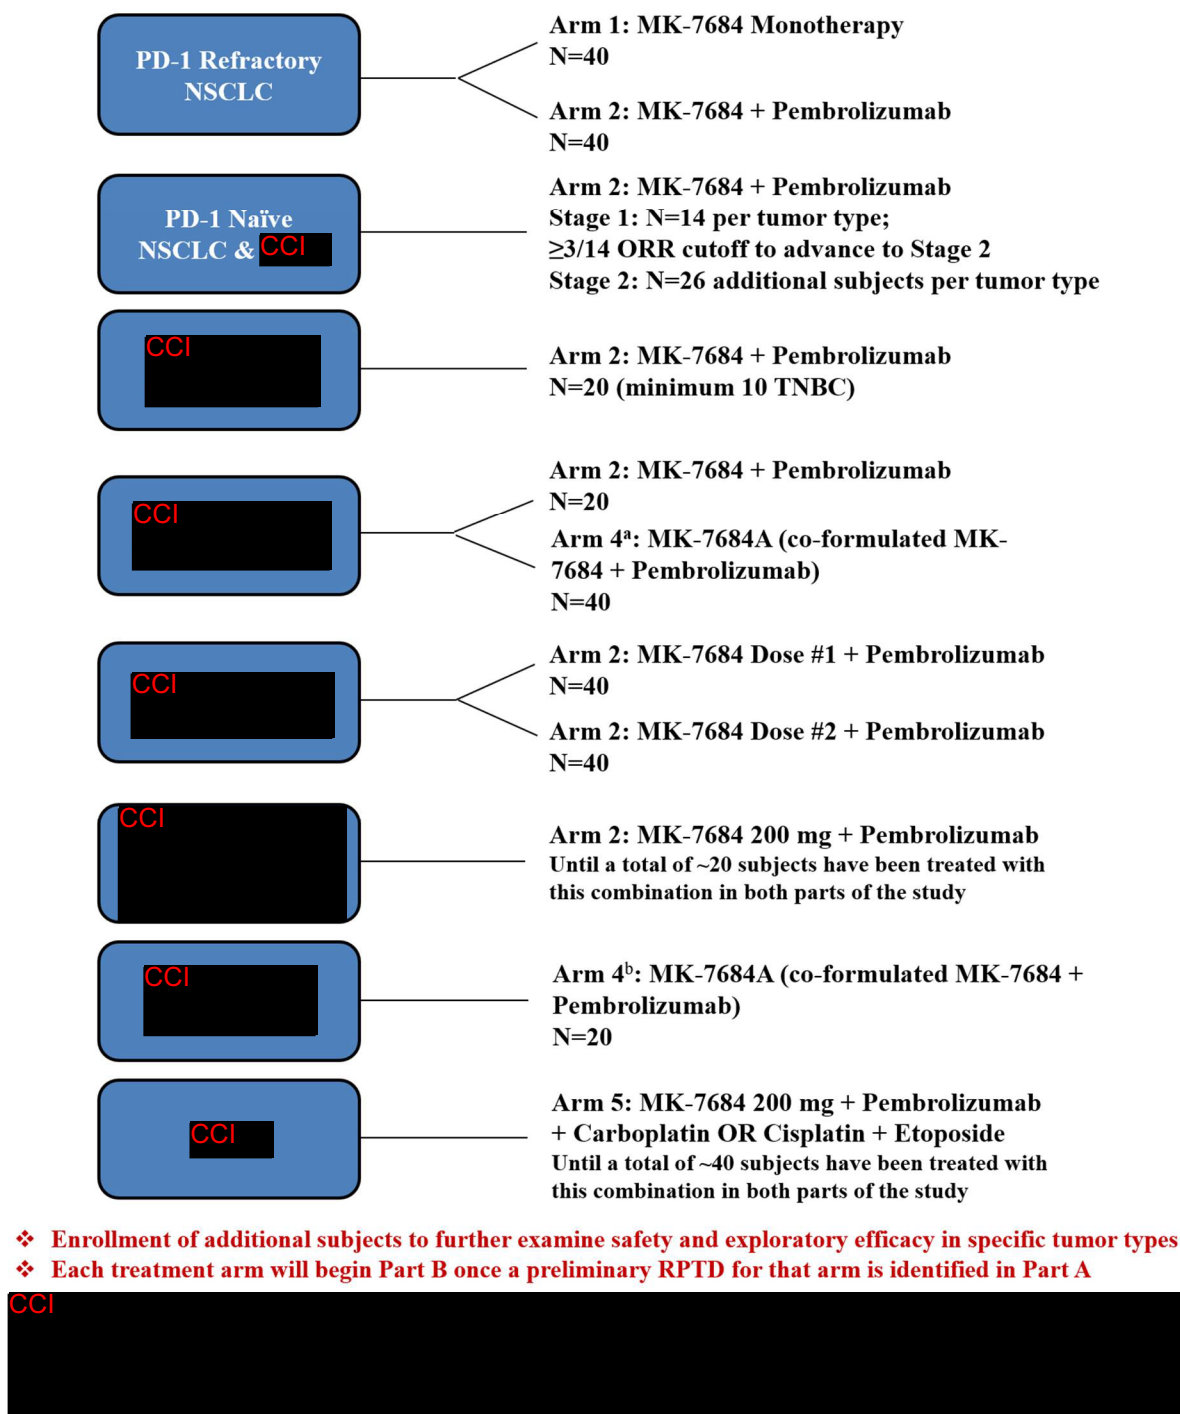 PD-1 Refractory
NSCLC
Arm 1: MK-7684 Monotherapy
N=40
Arm 2: MK-7684 + Pembrolizumab
N=40
PD-1 Naïve
NSCLC & CCI
Arm 2: MK-7684 + Pembrolizumab
Stage 1: N=14 per tumor type;
≥3/14 ORR cutoff to advance to Stage 2
Stage 2: N=26 additional subjects per tumor type
CCI
Arm 2: MK-7684 + Pembrolizumab
N=20 (minimum 10 TNBC)
CCI
Arm 2: MK-7684 + Pembrolizumab
N=20
Arm 4ᵃ: MK-7684A (co-formulated MK-
7684 + Pembrolizumab)
N=40
CCI
Arm 2: MK-7684 Dose #1 + Pembrolizumab
N=40
Arm 2: MK-7684 Dose #2 + Pembrolizumab
N=40
CCI
Arm 2: MK-7684 200 mg + Pembrolizumab
Until a total of ~20 subjects have been treated with
this combination in both parts of the study
CCI
Arm 4ᵇ: MK-7684A (co-formulated MK-7684 +
Pembrolizumab)
N=20
CCI
Arm 5: MK-7684 200 mg + Pembrolizumab
+ Carboplatin OR Cisplatin + Etoposide
Until a total of ~40 subjects have been treated with
this combination in both parts of the study
❖ Enrollment of additional subjects to further examine safety and exploratory efficacy in specific tumor types
❖ Each treatment arm will begin Part B once a preliminary RPTD for that arm is identified in Part A
CCI